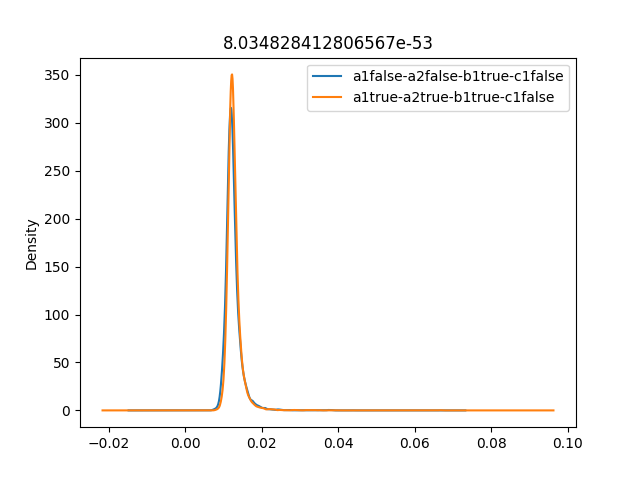 8.034828412806567e-53
a1false-a2false-b1true-c1false
a1true-a2true-b1true-c1false
Density
350
300
250
200
150
100
50
0
−0.02 0.00 0.02 0.04 0.06 0.08 0.10